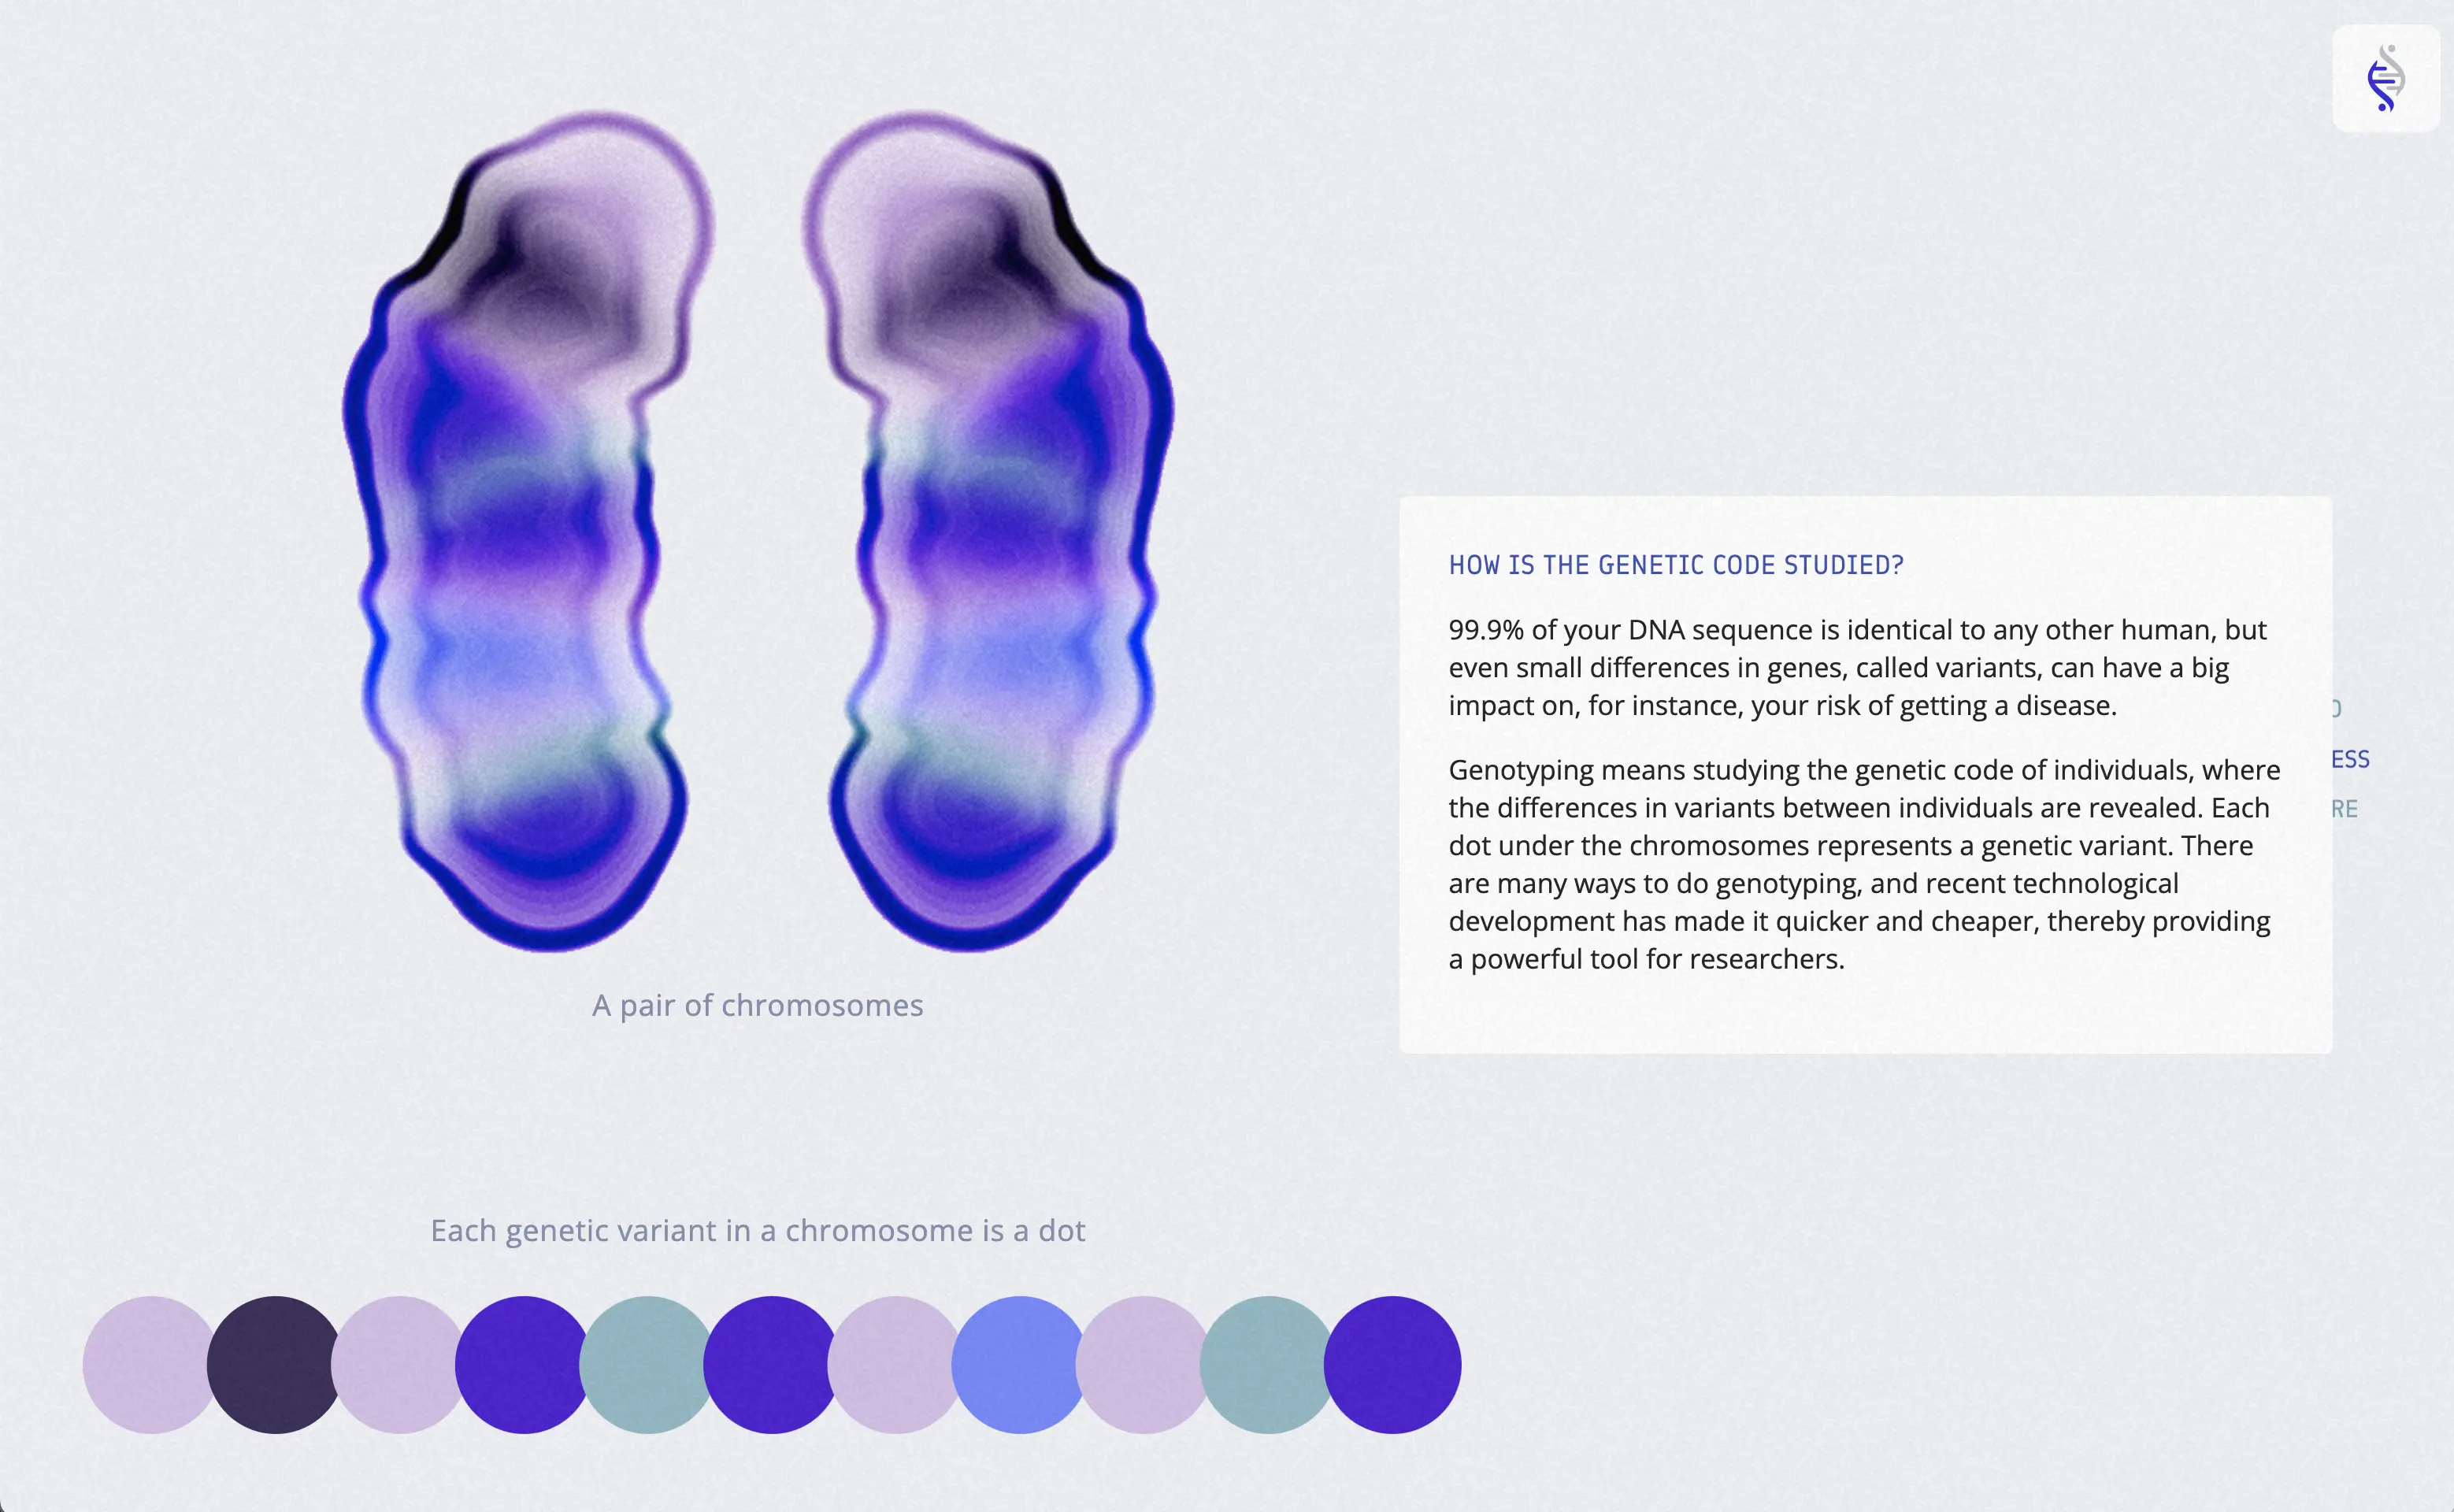 A pair of chromosomes
Each genetic variant in a chromosome is a dot
HOW IS THE GENETIC CODE STUDIED?
99.9% of your DNA sequence is identical to any other human, but
even small differences in genes, called variants, can have a big
impact on, for instance, your risk of getting a disease.
Genotyping means studying the genetic code of individuals, where
the differences in variants between individuals are revealed. Each
dot under the chromosomes represents a genetic variant. There
are many ways to do genotyping, and recent technological
development has made it quicker and cheaper, thereby providing
a powerful tool for researchers.